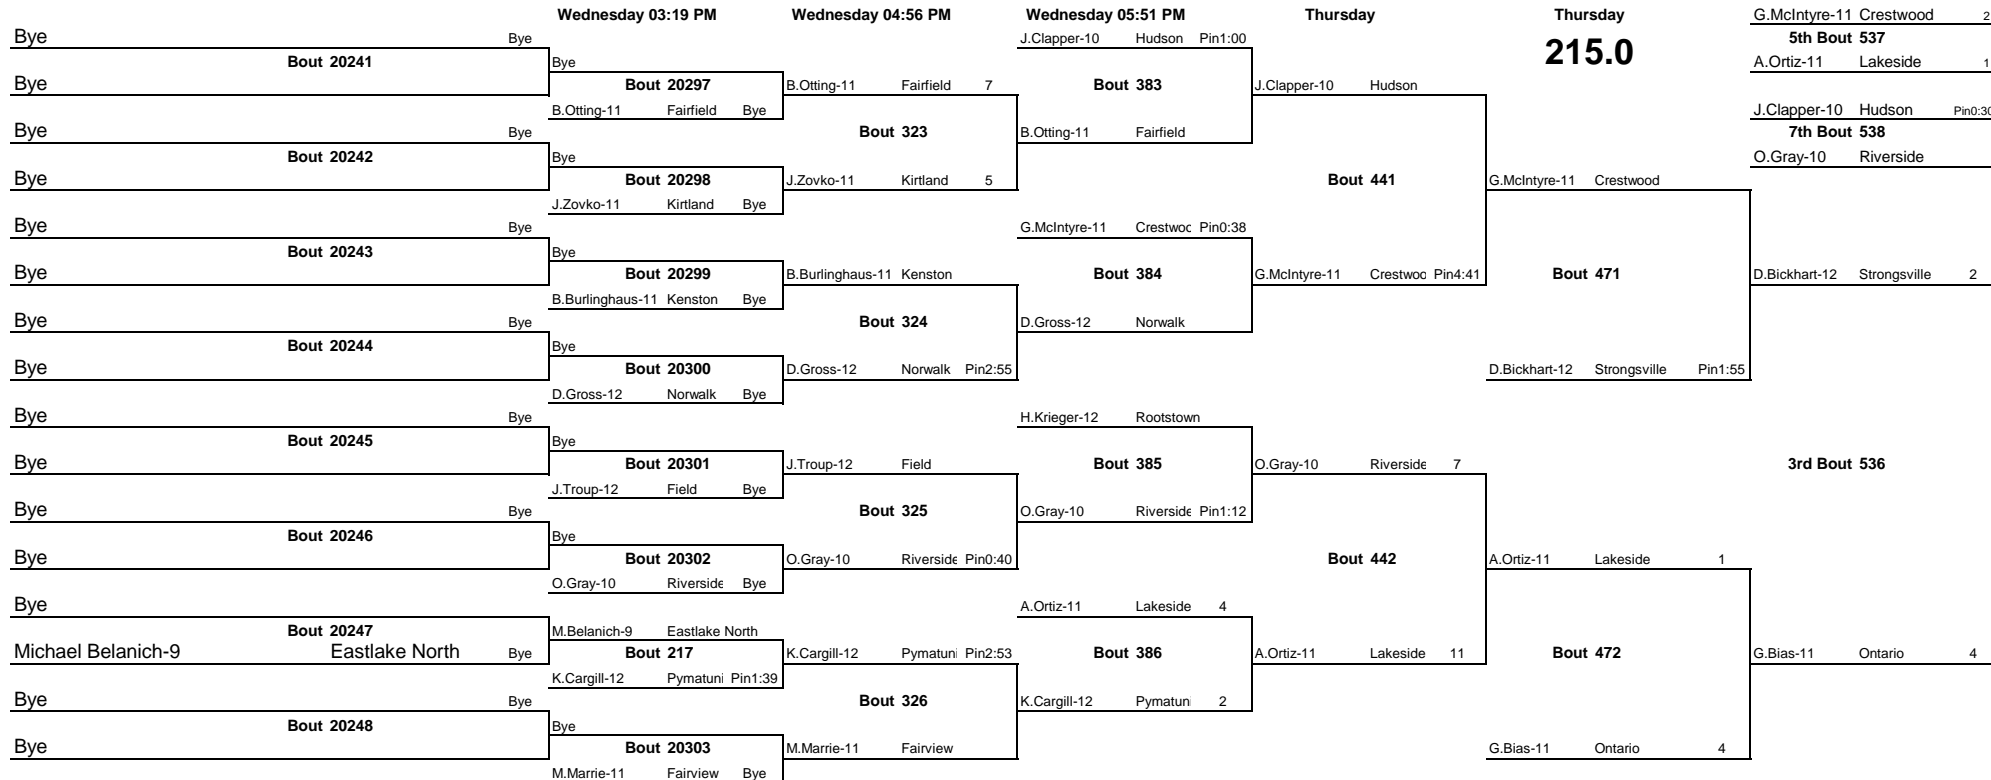 Wednesday 03:19 PM Wednesday 04:56 PM Wednesday 05:51 PM Thursday Thursday G.McIntyre-11 Crestwood 2
Bye Bye J.Clapper-10 Hudson Pin1:00 215.0 5th Bout 537
Bout 20241 Bye A.Ortiz-11 Lakeside 1
Bye Bout 20297 B.Otting-11 Fairfield 7 Bout 383 J.Clapper-10 Hudson
B.Otting-11 Fairfield Bye J.Clapper-10 Hudson Pin0:30
Bye Bye Bout 323 B.Otting-11 Fairfield 7th Bout 538
Bout 20242 Bye O.Gray-10 Riverside
Bye Bout 20298 J.Zovko-11 Kirtland 5 Bout 441 G.McIntyre-11 Crestwood
J.Zovko-11 Kirtland Bye
Bye Bye G.McIntyre-11 Crestwoo Pin0:38
Bout 20243 Bye
Bye Bout 20299 B.Burlinghaus-11 Kenston Bout 384 G.McIntyre-11 Crestwoo Pin4:41 Bout 471 D.Bickhart-12 Strongsville 2
B.Burlinghaus-11 Kenston Bye
Bye Bye Bout 324 D.Gross-12 Norwalk
Bout 20244 Bye
Bye Bout 20300 D.Gross-12 Norwalk Pin2:55 D.Bickhart-12 Strongsville Pin1:55
D.Gross-12 Norwalk Bye
Bye Bye H.Krieger-12 Rootstown
Bout 20245 Bye
Bye Bout 20301 J.Troup-12 Field Bout 385 O.Gray-10 Riverside 7 3rd Bout 536
J.Troup-12 Field Bye
Bye Bye Bout 325 O.Gray-10 Riverside Pin1:12
Bout 20246 Bye
Bye Bout 20302 O.Gray-10 Riverside Pin0:40 Bout 442 A.Ortiz-11 Lakeside 1
O.Gray-10 Riverside Bye
Bye A.Ortiz-11 Lakeside 4
Bout 20247 M.Belanich-9 Eastlake North
Michael Belanich-9 Eastlake North Bye Bout 217 K.Cargill-12 Pymatuni Pin2:53 Bout 386 A.Ortiz-11 Lakeside 11 Bout 472 G.Bias-11 Ontario 4
K.Cargill-12 Pymatuni Pin1:39
Bye Bye Bout 326 K.Cargill-12 Pymatuni 2
Bout 20248 Bye
Bye Bout 20303 M.Marrie-11 Fairview G.Bias-11 Ontario 4
M.Marrie-11 Fairview Bye